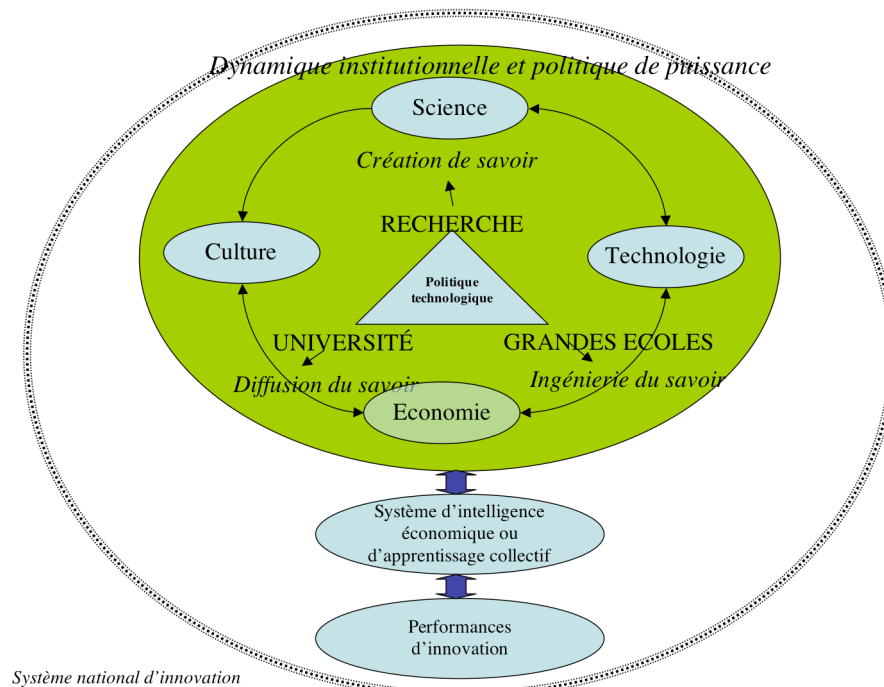 Dynamique institutionnelle et politique de puissance
Science
Création de savoir
RECHERCHE
Culture
Technologie
Politique
technologique
UNIVERSITÉ
GRANDES ECOLES
Diffusion du savoir
Ingénierie du savoir
Economie
Système d’intelligence
économique ou
d’apprentissage collectif
Performances
d’innovation
Système national d’innovation